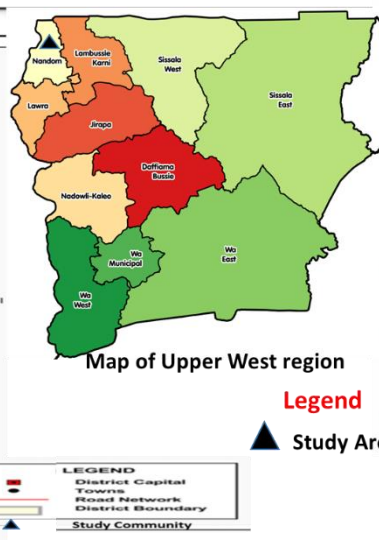 Nandom
Lambussie
Karni
Sissala
West
Sissala
East
Lawra
Jirapa
Daffiama
Bussie
Nadowli-Kaleo
Wa
Municipal
Wa
East
Wa
West
Map of Upper West region
Legend
Study Are
LEGEND
District Capital
Towns
Road Network
District Boundary
Study Community